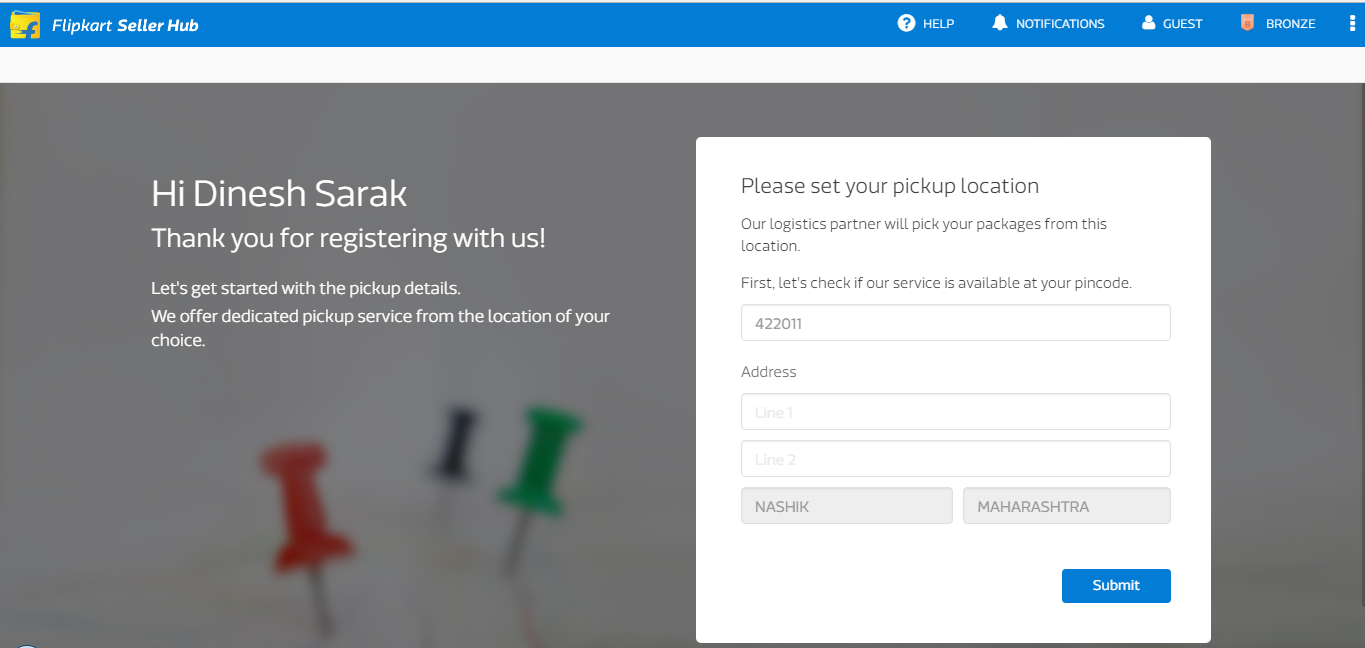 Flipkart Seller Hub
HELP
NOTIFICATIONS
GUEST
BRONZE
Hi Dinesh Sarak
Thank you for registering with us!
Let's get started with the pickup details.
We offer dedicated pickup service from the location of your
choice.
Please set your pickup location
Our logistics partner will pick your packages from this
location.
First, let's check if our service is available at your pincode.
422011
Address
Line 1
Line 2
NASHIK
MAHARASHTRA
Submit